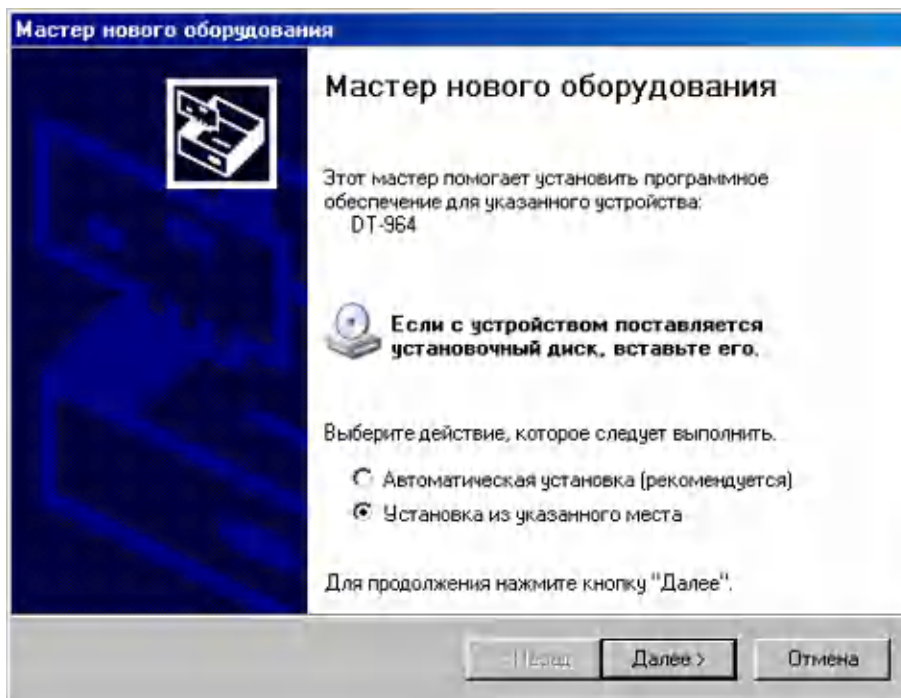 Мастер нового оборудования
Мастер нового оборудования
Этот мастер помогает установить программное
обеспечение для указанного устройства:
DT-964
Если с устройством поставляется
установочный диск, вставьте его.
Выберите действие, которое следует выполнить.
Автоматическая установка (рекомендуется)
Установка из указанного места
Для продолжения нажмите кнопку "Далее".
< Назад Далее > Отмена